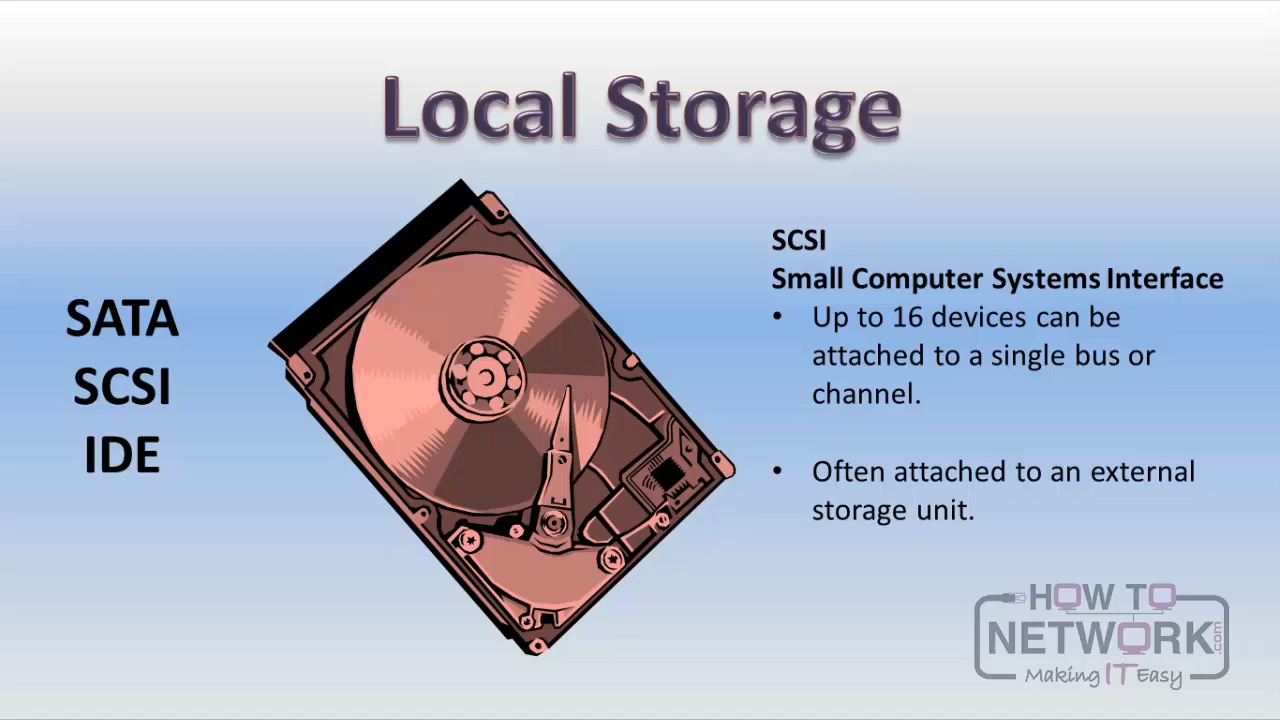 Local Storage
SATA
SCSI
IDE
SCSI
Small Computer Systems Interface
• Up to 16 devices can be
attached to a single bus or
channel.
• Often attached to an external
storage unit.
HOW TO
NETWORK.com
Making IT Easy